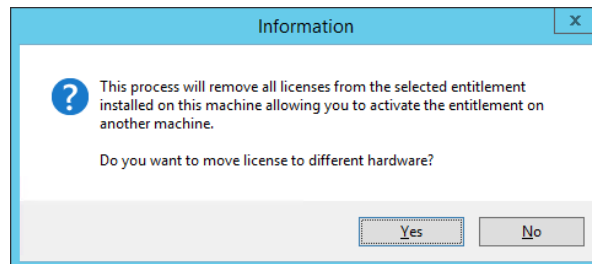 Information
x
This process will remove all licenses from the selected entitlement
installed on this machine allowing you to activate the entitlement on
another machine.
Do you want to move license to different hardware?
Yes
No